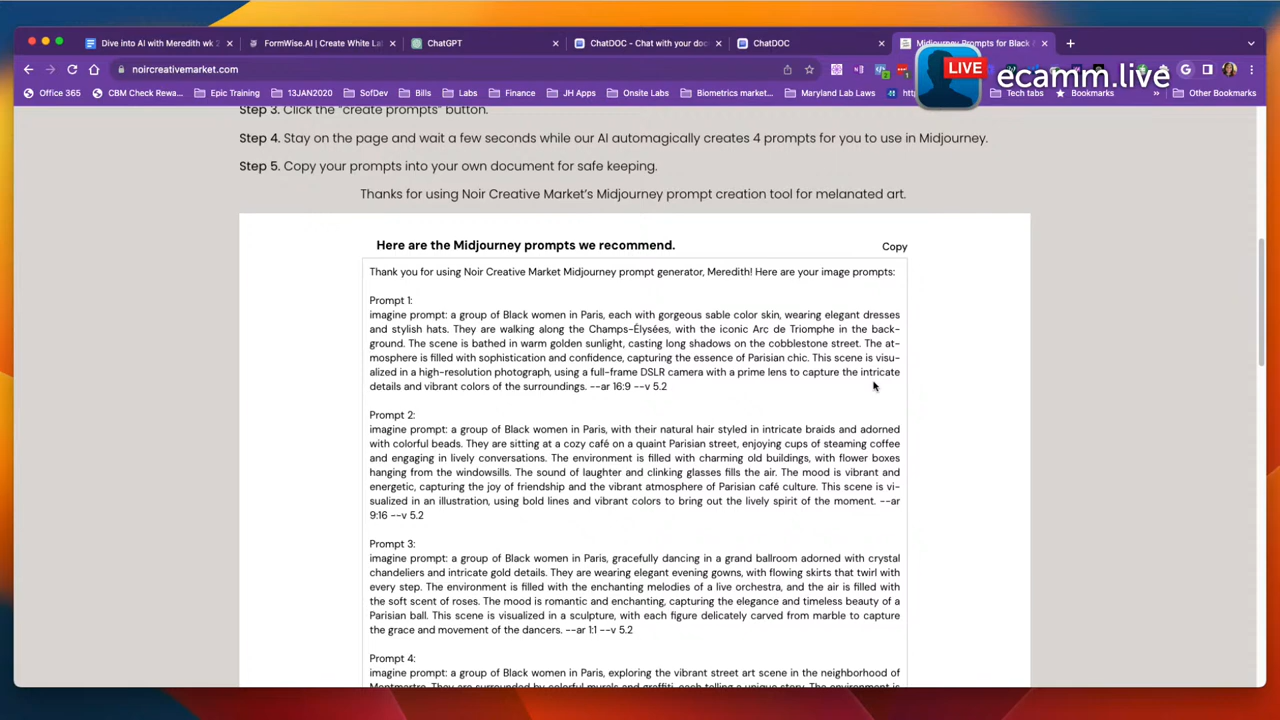 Dive into AI with Meredith wk 2
FormWise.AI | Create White La
ChatGPT
ChatDOC - Chat with your doc
ChatDOC
Midjourney Prompts for Black
noircreativemarket.com
LIVE
ecamm.live
Office 365
CBM Check Rewa...
Epic Training
13JAN2020
SofDev
Bills
Labs
Finance
JH Apps
Onsite Labs
Biometrics market...
Maryland Lab Laws
Tech tabs
Bookmarks
Other Bookmarks
Step 3. Click the "create prompts" button.
Step 4. Stay on the page and wait a few seconds while our AI automagically creates 4 prompts for you to use in Midjourney.
Step 5. Copy your prompts into your own document for safe keeping.
Thanks for using Noir Creative Market's Midjourney prompt creation tool for melanated art.
Here are the Midjourney prompts we recommend.
Copy
Thank you for using Noir Creative Market Midjourney prompt generator, Meredith! Here are your image prompts:
Prompt 1:
imagine prompt: a group of Black women in Paris, each with gorgeous sable color skin, wearing elegant dresses
and stylish hats. They are walking along the Champs-Élysées, with the iconic Arc de Triomphe in the back-
ground. The scene is bathed in warm golden sunlight, casting long shadows on the cobblestone street. The at-
mosphere is filled with sophistication and confidence, capturing the essence of Parisian chic. This scene is visu-
alized in a high-resolution photograph, using a full-frame DSLR camera with a prime lens to capture the intricate
details and vibrant colors of the surroundings. --ar 16:9 --v 5.2
Prompt 2:
imagine prompt: a group of Black women in Paris, with their natural hair styled in intricate braids and adorned
with colorful beads. They are sitting at a cozy café on a quaint Parisian street, enjoying cups of steaming coffee
and engaging in lively conversations. The environment is filled with charming old buildings, with flower boxes
hanging from the windowsills. The sound of laughter and clinking glasses fills the air. The mood is vibrant and
energetic, capturing the joy of friendship and the vibrant atmosphere of Parisian café culture. This scene is vi-
sualized in an illustration, using bold lines and vibrant colors to bring out the lively spirit of the moment. --ar
9:16 --v 5.2
Prompt 3:
imagine prompt: a group of Black women in Paris, gracefully dancing in a grand ballroom adorned with crystal
chandeliers and intricate gold details. They are wearing elegant evening gowns, with flowing skirts that twirl with
every step. The environment is filled with the enchanting melodies of a live orchestra, and the air is filled with
the soft scent of roses. The mood is romantic and enchanting, capturing the elegance and timeless beauty of a
Parisian ball. This scene is visualized in a sculpture, with each figure delicately carved from marble to capture
the grace and movement of the dancers. --ar 1:1 --v 5.2
Prompt 4:
imagine prompt: a group of Black women in Paris, exploring the vibrant street art scene in the neighborhood of
Montmartre. They are surrounded by colorful murals and graffiti, each telling a unique story. The environment is